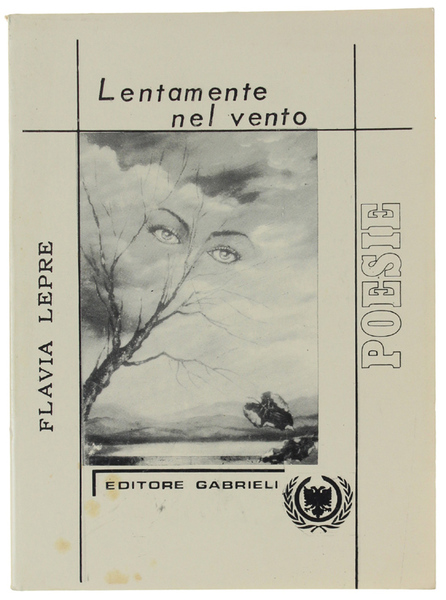 Lentamente
nel vento
FLAVIA LEPRE
POESIE
EDITORE GABRIELI